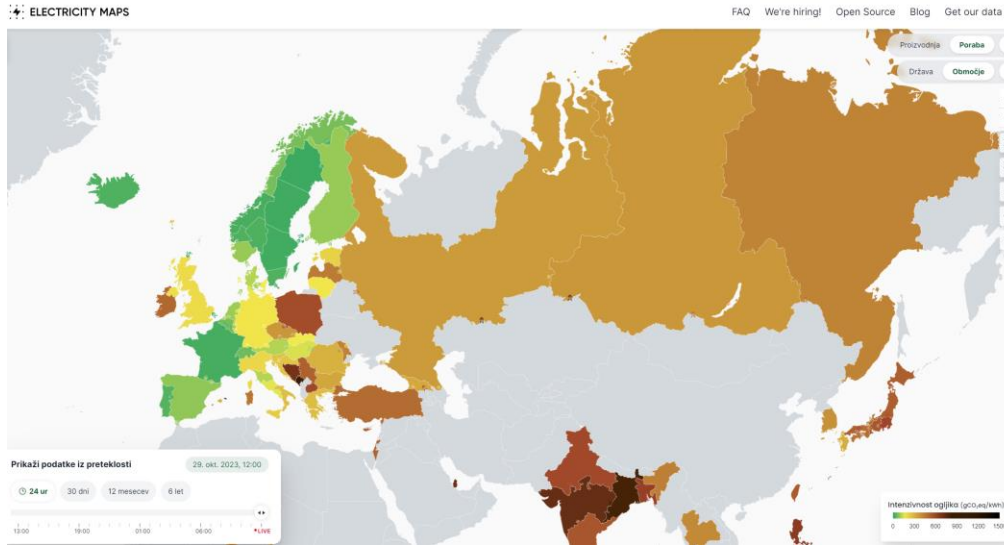 ELECTRICITY MAPS
FAQ We're hiring! Open Source Blog Get our data
Proizvodnja Poraba
Država Območje
Prikaži podatke iz preteklosti 29. okt. 2023, 12:00
24 ur 30 dni 12 mesecev 6 let
13:00 19:00 01:00 06:00 LIVE
Intenzivnost ogljika (gCO₂eq/kWh)
0 300 600 900 1200 150